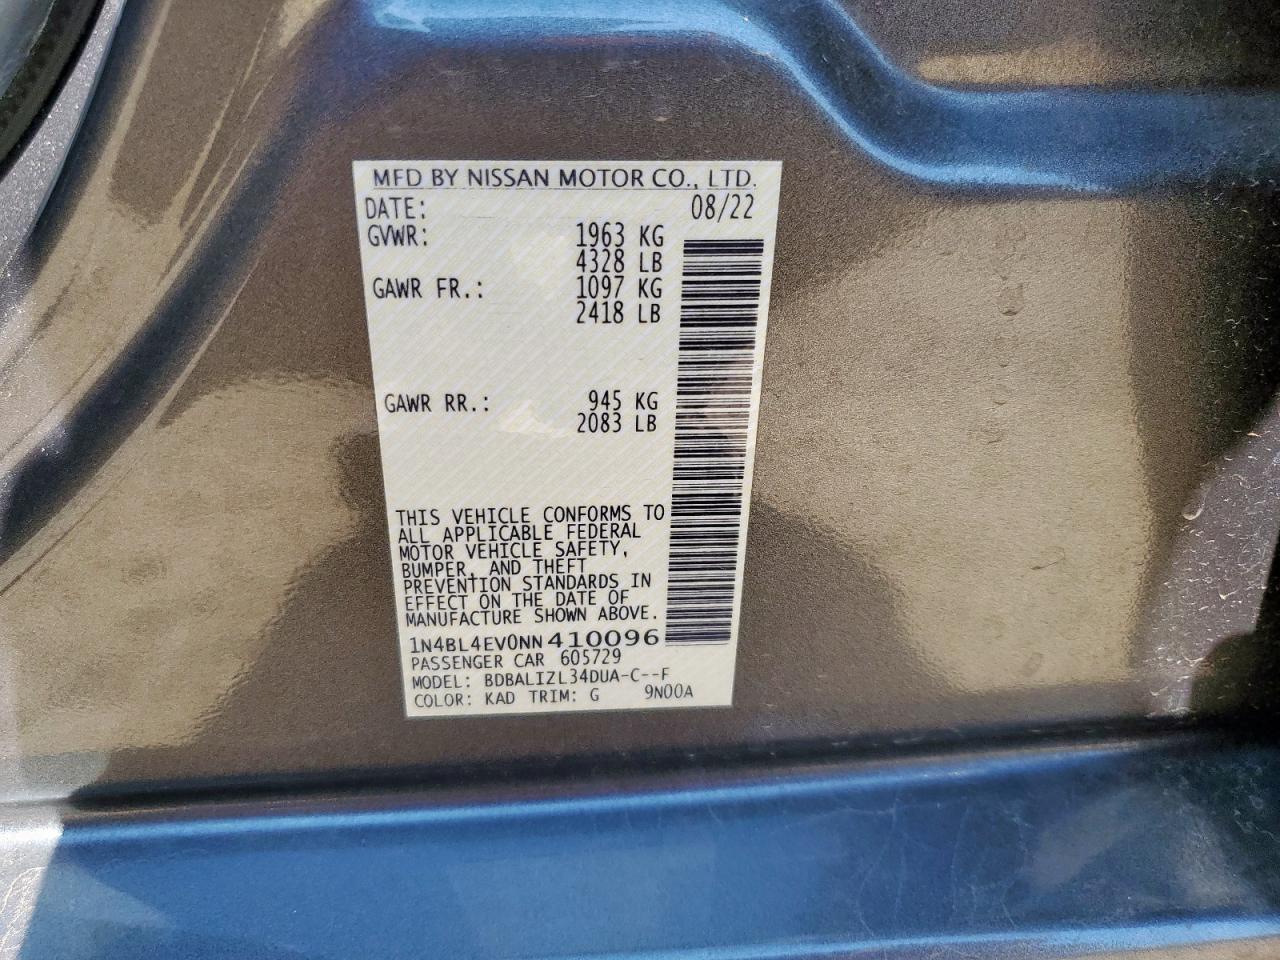 MFD BY NISSAN MOTOR CO., LTD.
DATE: 08/22
GVWR: 1963 KG
4328 LB
GAWR FR.: 1097 KG
2418 LB
GAWR RR.: 945 KG
2083 LB
THIS VEHICLE CONFORMS TO
ALL APPLICABLE FEDERAL
MOTOR VEHICLE SAFETY,
BUMPER, AND THEFT
PREVENTION STANDARDS IN
EFFECT ON THE DATE OF
MANUFACTURE SHOWN ABOVE.
1N4BL4EV0NN410096
PASSENGER CAR 605729
MODEL: BDBALIZL34DUA-C--F
COLOR: KAD TRIM: G 9N00A